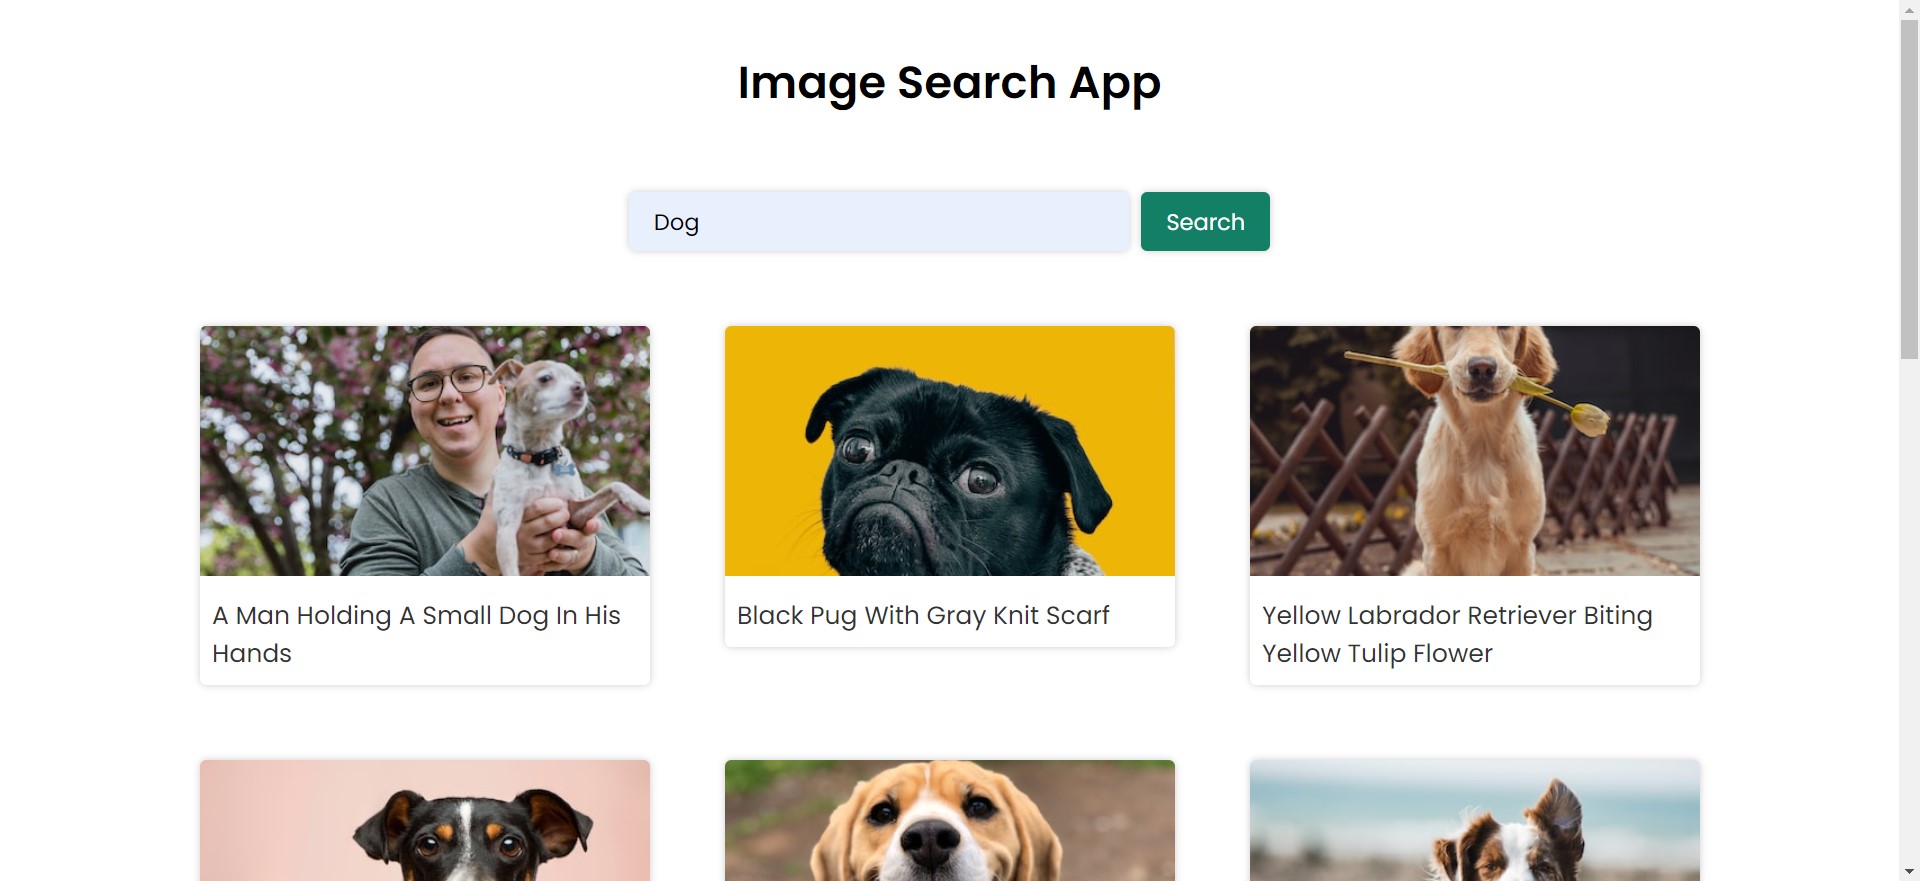 Image Search App
Dog
Search
A Man Holding A Small Dog In His
Hands
Black Pug With Gray Knit Scarf
Yellow Labrador Retriever Biting
Yellow Tulip Flower